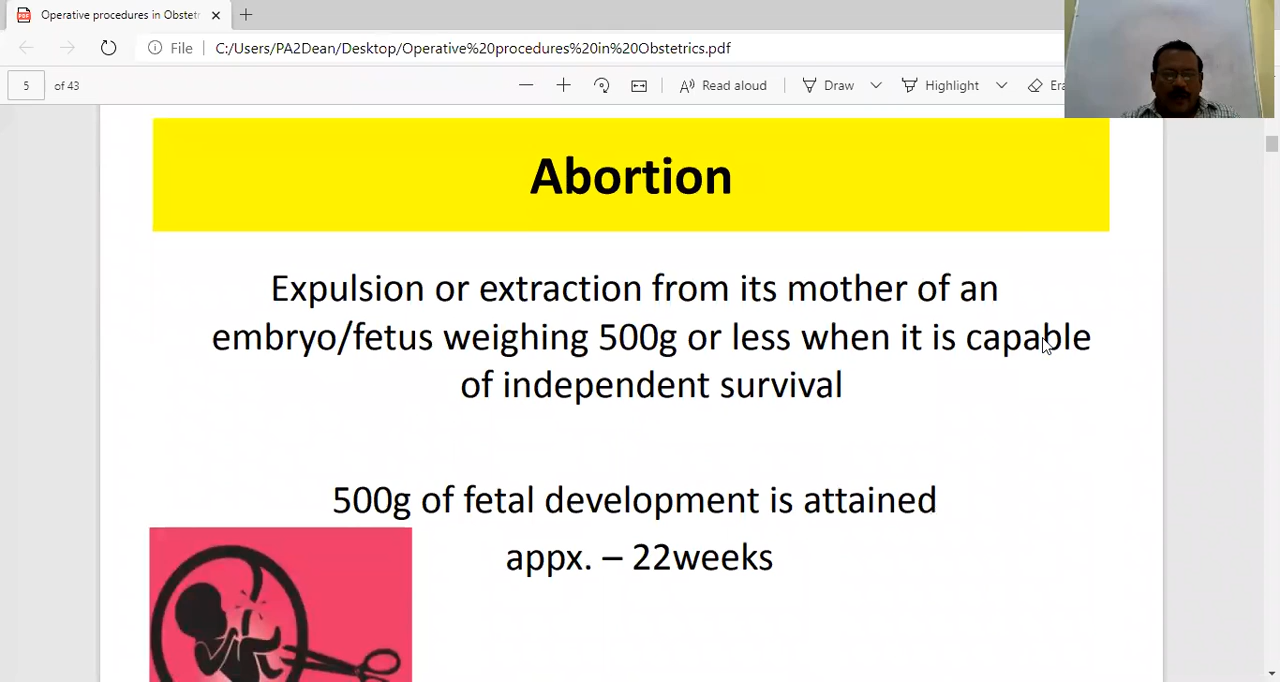 Operative procedures in Obstetr
File
C:/Users/PA2Dean/Desktop/Operative%20procedures%20in%20Obstetrics.pdf
5 of 43
Read aloud
Draw
Highlight
Era
Abortion
Expulsion or extraction from its mother of an
embryo/fetus weighing 500g or less when it is capable
of independent survival
500g of fetal development is attained
appx. – 22weeks